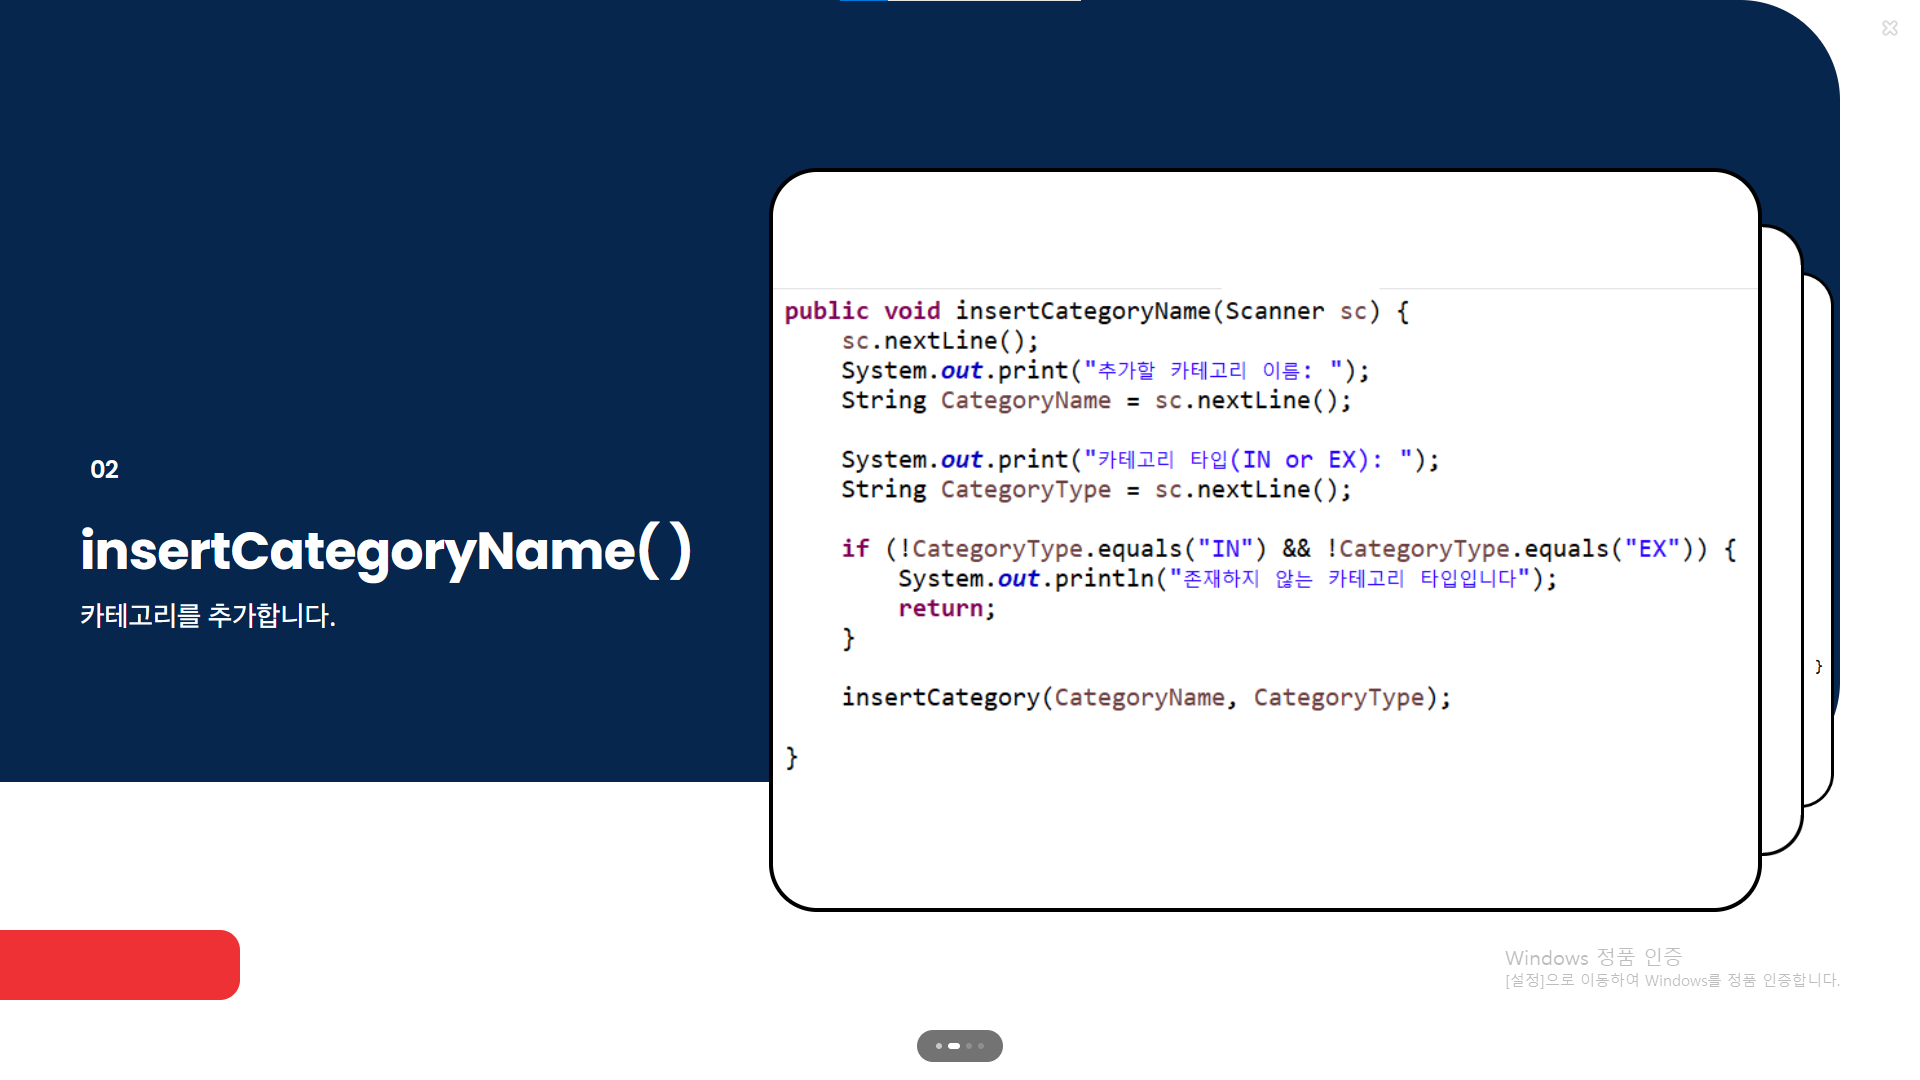 02
insertCategoryName()
카테고리를 추가합니다.
public void insertCategoryName(Scanner sc) {
sc.nextLine();
System.out.print("추가할 카테고리 이름: ");
String CategoryName = sc.nextLine();
System.out.print("카테고리 타입(IN or EX): ");
String CategoryType = sc.nextLine();
if (!CategoryType.equals("IN") && !CategoryType.equals("EX")) {
System.out.println("존재하지 않는 카테고리 타입입니다");
return;
}
insertCategory(CategoryName, CategoryType);
}
}
Windows 정품 인증
[설정]으로 이동하여 Windows를 정품 인증합니다.